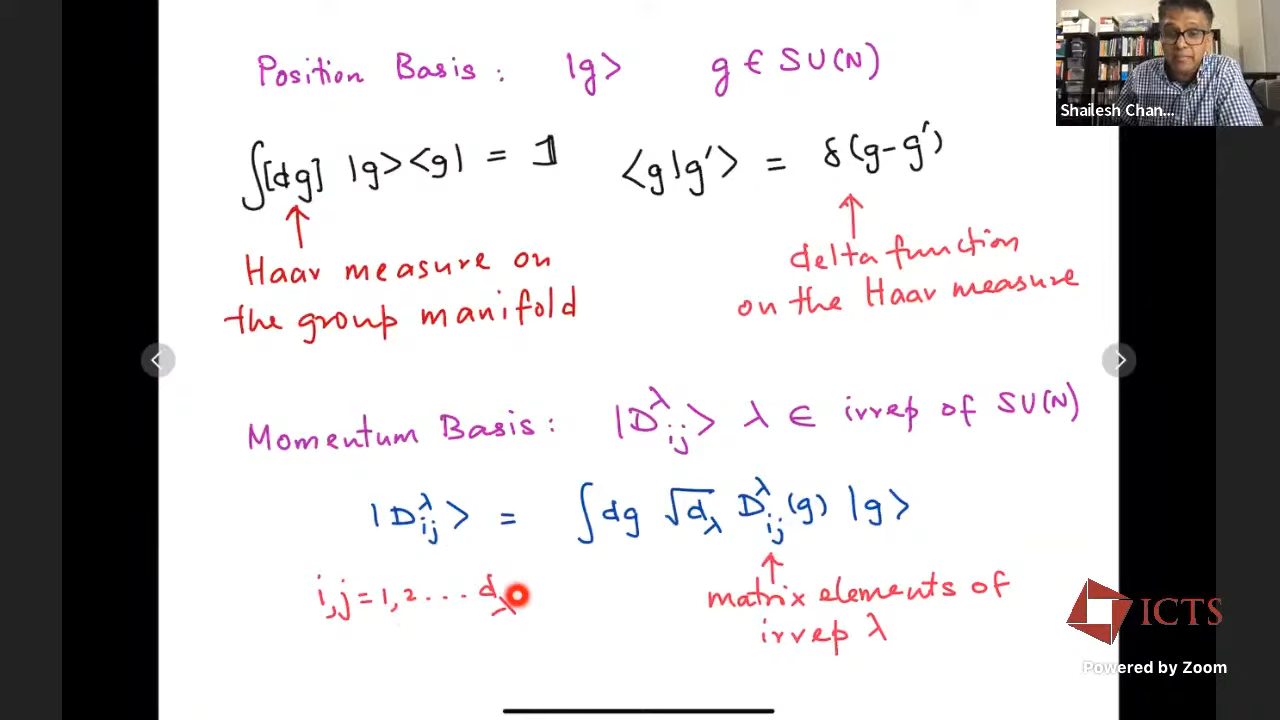 Position Basis: |g> g ∈ SU(N)
Shailesh Chan...
∫[dg] |g><g| = 1 <g|g'> = δ(g-g')
↑ ↑
Haar measure on
the group manifold
delta function
on the Haar measure
Momentum Basis: |D^λ_ij> λ ∈ irrep of SU(N)
|D^λ_ij> = ∫dg √d_λ D^λ_ij(g) |g>
i,j = 1,2... d_λ
↑
matrix elements of
irrep λ
ICTS
Powered by Zoom